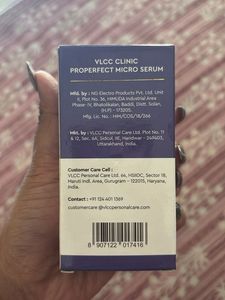 VLCC CLINIC
PROPERFECT MICRO SERUM
Mfd. by : NG Electro Products Pvt. Ltd. Unit
II, Plot No. 36, HIMUDA Industrial Area
Phase IV, Bhatolikalan, Baddi, Distt. Solan,
(H.P) - 173205.
Mfg. Lic. No. : HIM/COS/18/266
Mkt. by : VLCC Personal Care Ltd. Plot No. 11
& 12, Sec. 6A, Sidcul, IIE, Haridwar - 249403,
Uttarakhand, India.
Customer Care Cell :
VLCC Personal Care Ltd. 66, HSIIDC, Sector 18,
Maruti Indl. Area, Gurugram - 122015, Haryana,
India.
Contact : +91 124 401 1369
customercare @vlccpersonalcare.com
8 907122 017416